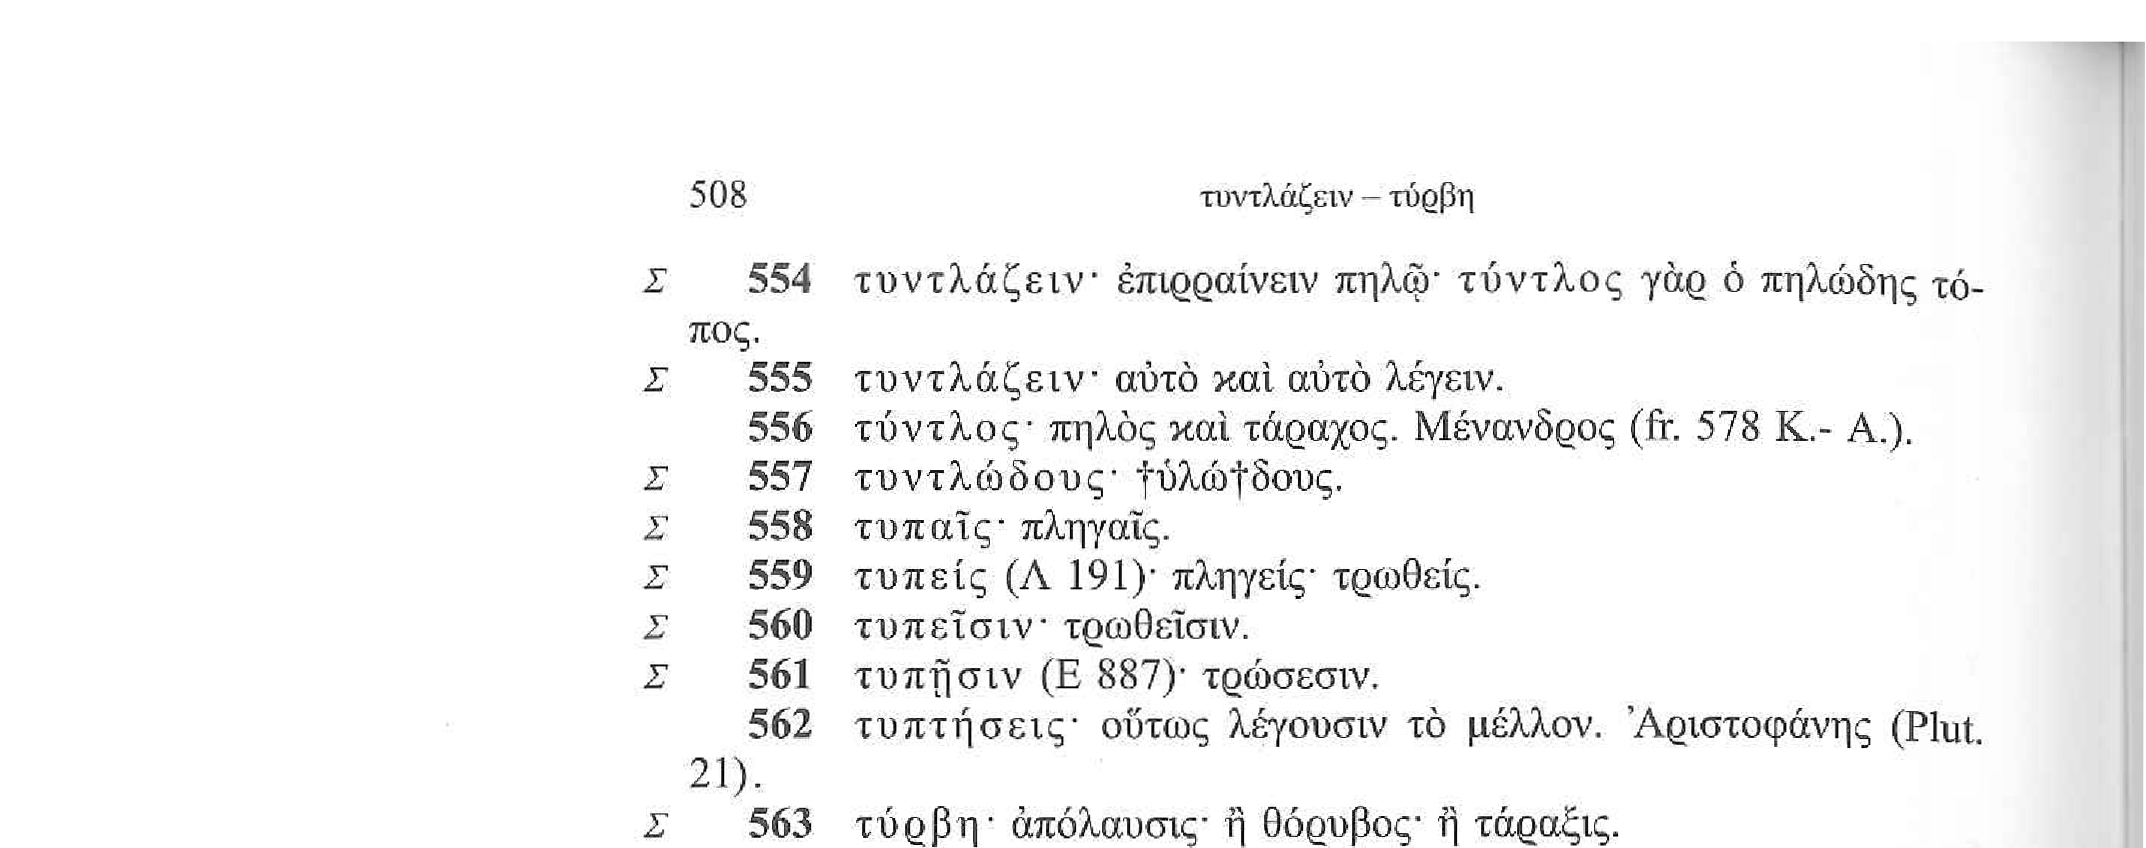 508 τυντλάζειν – τύρβη
Σ 554 τυντλάζειν· ἐπιρραίνειν πηλῷ· τύντλος γὰρ ὁ πηλώδης τό-
πος.
Σ 555 τυντλάζειν· αὐτὸ καὶ αὐτὸ λέγειν.
556 τύντλος· πηλὸς καὶ τάραχος. Μένανδρος (fr. 578 K.- A.).
Σ 557 τυντλώδους· †ὑλώ†δους.
Σ 558 τυπαῖς· πληγαῖς.
Σ 559 τυπείς (Λ 191)· πληγείς· τρωθείς.
Σ 560 τυπεῖσιν· τρωθεῖσιν.
Σ 561 τυπῇσιν (Ε 887)· τρώσεσιν.
562 τυπτήσεις· οὕτως λέγουσιν τὸ μέλλον. Ἀριστοφάνης (Plut.
21).
Σ 563 τύρβη· ἀπόλαυσις· ἢ θόρυβος· ἢ τάραξις.